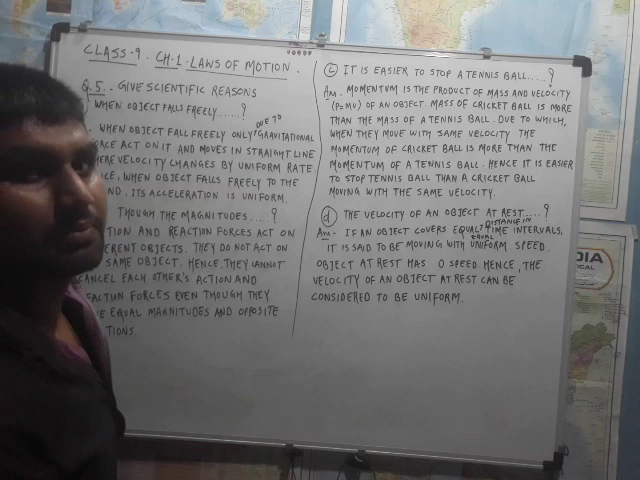 CLASS-9. CH-1. LAWS OF MOTION.
Q.5. GIVE SCIENTIFIC REASONS
WHEN OBJECT FALLS FREELY......?
WHEN OBJECT FALL FREELY ONLY DUE TO GRAVITATIONAL
ACT ON IT AND MOVES IN STRAIGHT LINE
VELOCITY CHANGES BY UNIFORM RATE
WHEN OBJECT FALLS FREELY TO THE
ITS ACCELERATION IS UNIFORM.
THOUGH THE MAGNITUDES.....?
AND REACTION FORCES ACT ON
OBJECTS. THEY DO NOT ACT ON
SAME OBJECT. HENCE, THEY CANNOT
EACH OTHER'S ACTION AND
FORCES EVEN THOUGH THEY
EQUAL MAGNITUDES AND OPPOSITE
(C) IT IS EASIER TO STOP A TENNIS BALL.....?
Ans. MOMENTUM IS THE PRODUCT OF MASS AND VELOCITY
(P=MV) OF AN OBJECT. MASS OF CRICKET BALL IS MORE
THAN THE MASS OF A TENNIS BALL. DUE TO WHICH,
WHEN THEY MOVE WITH SAME VELOCITY THE
MOMENTUM OF CRICKET BALL IS MORE THAN THE
MOMENTUM OF A TENNIS BALL. HENCE IT IS EASIER
TO STOP TENNIS BALL THAN A CRICKET BALL
MOVING WITH THE SAME VELOCITY.
(d) THE VELOCITY OF AN OBJECT AT REST....?
Ans- IF AN OBJECT COVERS EQUAL DISTANCE IN EQUAL TIME INTERVALS,
IT IS SAID TO BE MOVING WITH UNIFORM SPEED.
OBJECT AT REST HAS 0 SPEED. HENCE, THE
VELOCITY OF AN OBJECT AT REST CAN BE
CONSIDERED TO BE UNIFORM.